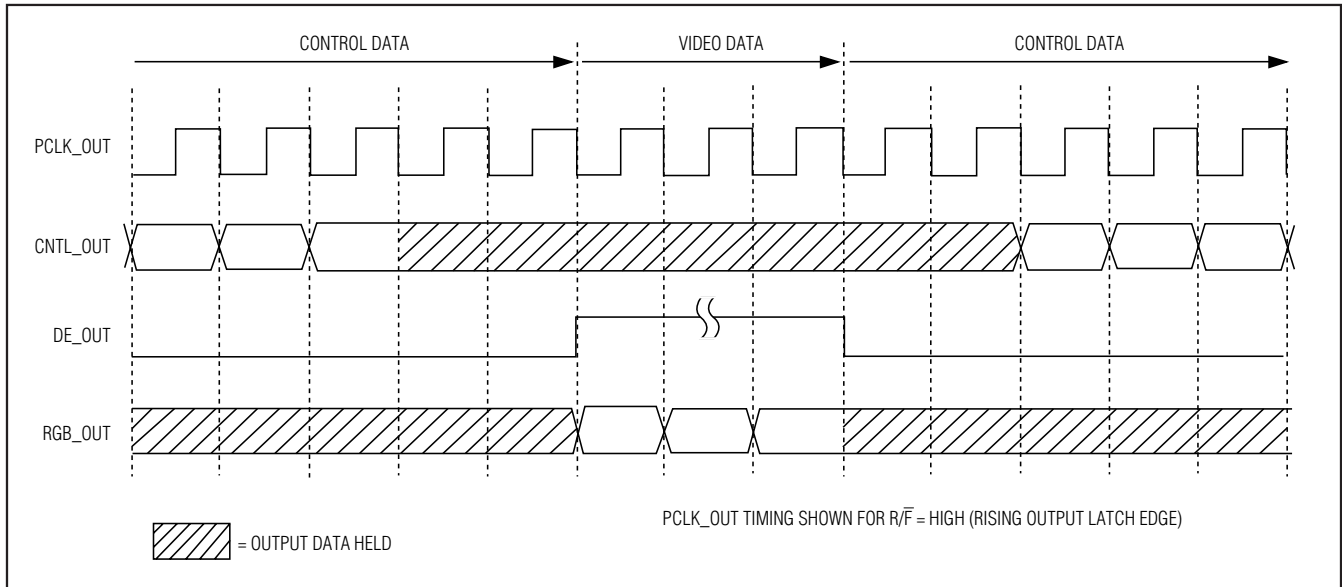 CONTROL DATA
VIDEO DATA
CONTROL DATA
PCLK_OUT
CNTL_OUT
DE_OUT
RGB_OUT
PCLK_OUT TIMING SHOWN FOR R/F̅ = HIGH (RISING OUTPUT LATCH EDGE)
= OUTPUT DATA HELD